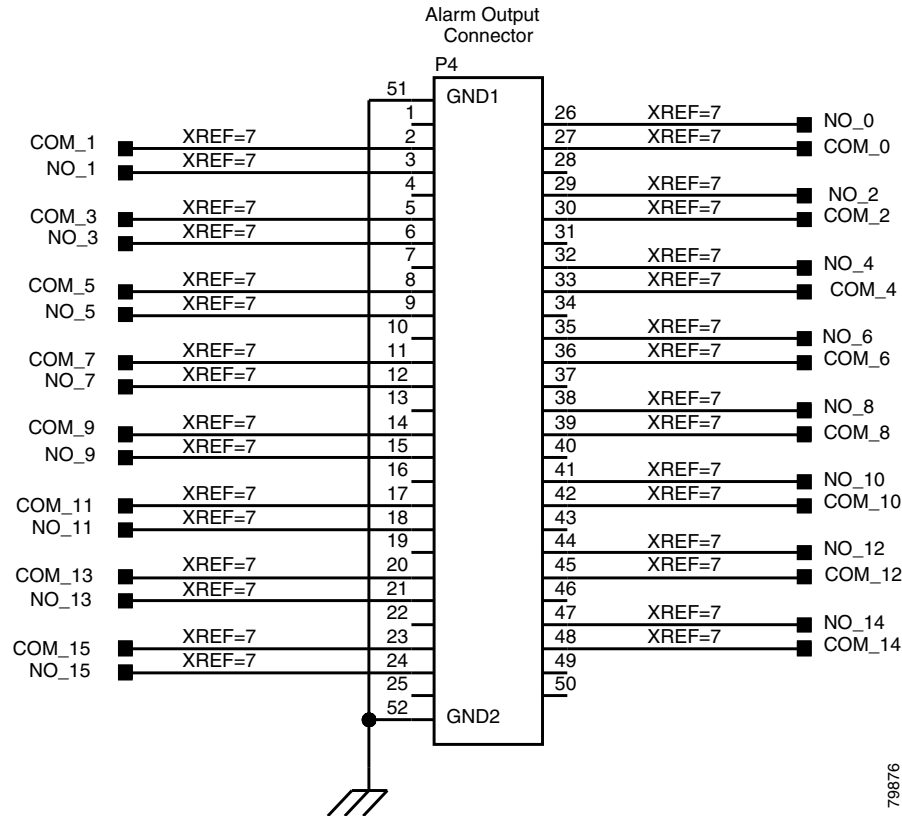 Alarm Output
Connector
P4
51 GND1
1 26 XREF=7 NO_0
COM_1 XREF=7 2 27 XREF=7 COM_0
NO_1 XREF=7 3 28
4 29 XREF=7 NO_2
COM_3 XREF=7 5 30 XREF=7 COM_2
NO_3 XREF=7 6 31
7 32 XREF=7 NO_4
COM_5 XREF=7 8 33 XREF=7 COM_4
NO_5 XREF=7 9 34
10 35 XREF=7 NO_6
COM_7 XREF=7 11 36 XREF=7 COM_6
NO_7 XREF=7 12 37
13 38 XREF=7 NO_8
COM_9 XREF=7 14 39 XREF=7 COM_8
NO_9 XREF=7 15 40
16 41 XREF=7 NO_10
COM_11 XREF=7 17 42 XREF=7 COM_10
NO_11 XREF=7 18 43
19 44 XREF=7 NO_12
COM_13 XREF=7 20 45 XREF=7 COM_12
NO_13 XREF=7 21 46
22 47 XREF=7 NO_14
COM_15 XREF=7 23 48 XREF=7 COM_14
NO_15 XREF=7 24 49
25 50
52 GND2
79876